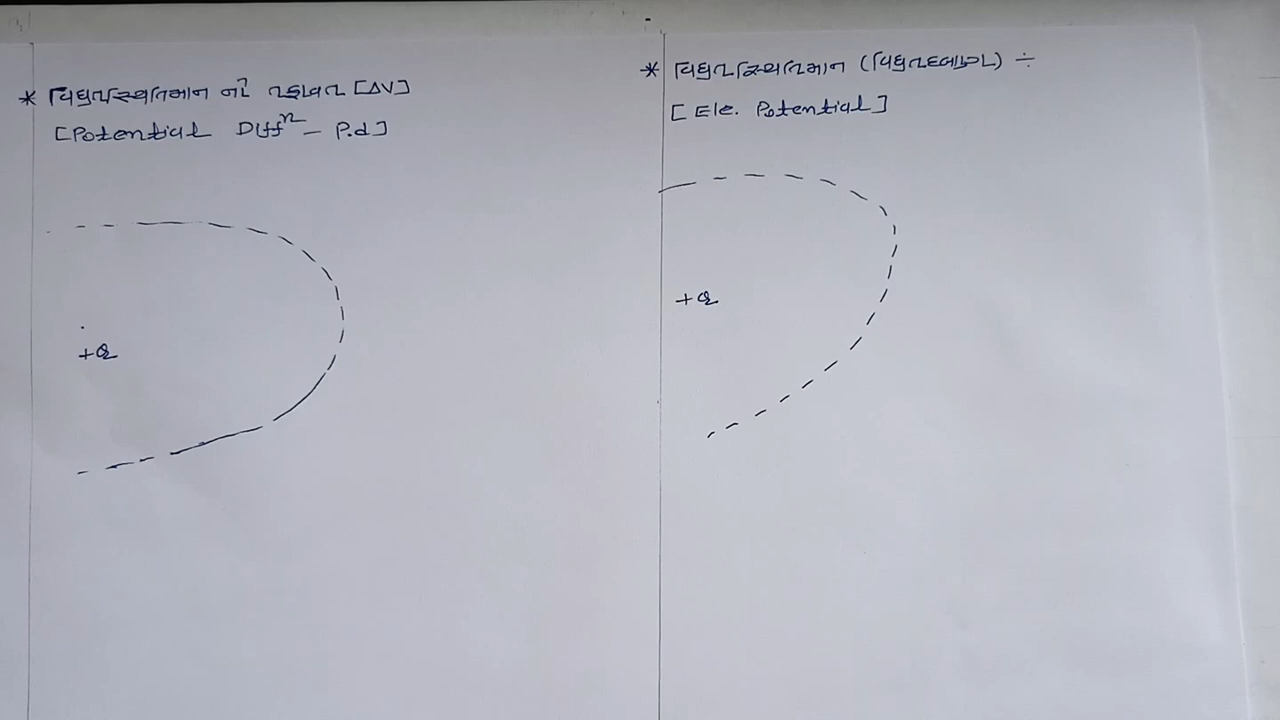 * વિદ્યુતસ્થિતિમાન નો તફાવત [ΔV]
[Potential Diffⁿ - P.d]
+Q
* વિદ્યુતસ્થિતિમાન (વિદ્યુતદબાણ) ÷
[Ele. Potential]
+Q